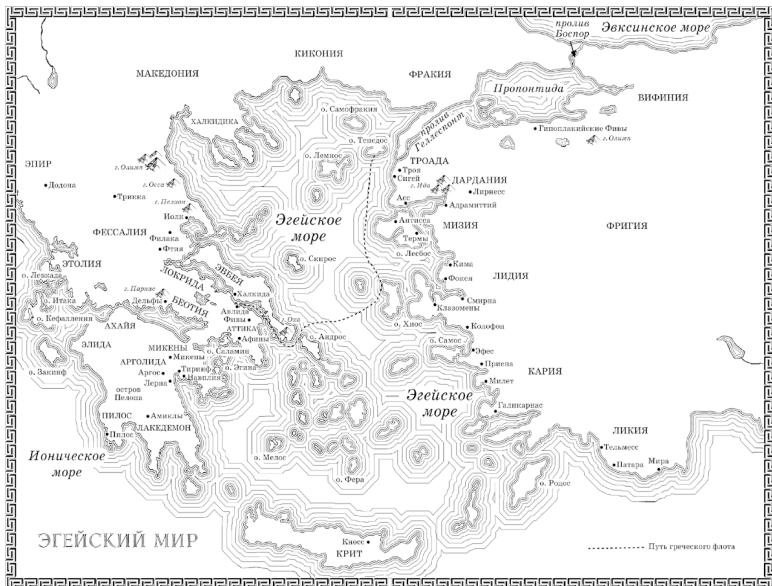 пролив
Боспор
Эвксинское море
КИКОНИЯ
МАКЕДОНИЯ
ФРАКИЯ
Пропонтида
ВИФИНИЯ
о. Самофракия
ХАЛКИДИКА
пролив
Геллеспонт
Гипоплакийские Фивы
г. Олимп
о. Тенедос
о. Лемнос
ЭПИР
г. Олимп
ТРОАДА
Троя
Сигей
г. Ида
ДАРДАНИЯ
Лирнесс
Додона
г. Осса
Трикка
г. Пелион
Асс
Адрамиттий
Иолк
Эгейское
море
Антисса
МИЗИЯ
ФРИГИЯ
ФЕССАЛИЯ
Филака
Термы
Фтия
о. Лесбос
ЭТОЛИЯ
о. Скирос
Кима
о. Левкада
ЛОКРИДА
ЭВБЕЯ
Фокея
ЛИДИЯ
г. Парнас
Дельфы
БЕОТИЯ
Халкида
о. Итака
Смирна
о. Кефалления
Авлида
Фивы
г. Оха
Клазомены
АХАЙЯ
АТТИКА
о. Хиос
Колофон
ЭЛИДА
МИКЕНЫ
Афины
о. Андрос
о. Самос
Микены
о. Саламин
Эфес
АРГОЛИДА
Тиринф
о. Эгина
Приена
о. Закинф
Аргос
Навплия
КАРИЯ
Лерна
Милет
остров
Пелопа
Эгейское
море
Галикарнас
ПИЛОС
Амиклы
ЛАКЕДЕМОН
ЛИКИЯ
Пилос
Тельмесс
Ионическое
море
о. Мелос
Патара
Мира
о. Фера
о. Родос
ЭГЕЙСКИЙ МИР
Кносс
КРИТ
Путь греческого флота